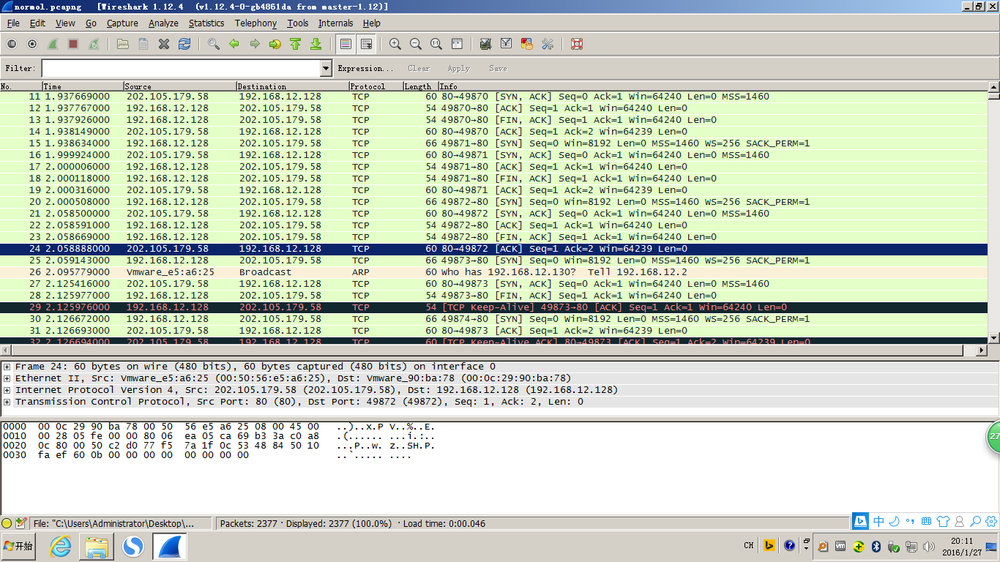 normol.pcapng [Wireshark 1.12.4 (v1.12.4-0-gb4861da from master-1.12)]
File Edit View Go Capture Analyze Statistics Telephony Tools Internals Help
Filter: Expression... Clear Apply Save
No. Time Source Destination Protocol Length Info
11 1.937669000 202.105.179.58 192.168.12.128 TCP 60 80→49870 [SYN, ACK] Seq=0 Ack=1 Win=64240 Len=0 MSS=1460
12 1.937767000 192.168.12.128 202.105.179.58 TCP 54 49870→80 [ACK] Seq=1 Ack=1 Win=64240 Len=0
13 1.937926000 192.168.12.128 202.105.179.58 TCP 54 49870→80 [FIN, ACK] Seq=1 Ack=1 Win=64240 Len=0
14 1.938149000 202.105.179.58 192.168.12.128 TCP 60 80→49870 [ACK] Seq=1 Ack=2 Win=64239 Len=0
15 1.938634000 192.168.12.128 202.105.179.58 TCP 66 49871→80 [SYN] Seq=0 Win=8192 Len=0 MSS=1460 WS=256 SACK_PERM=1
16 1.999924000 202.105.179.58 192.168.12.128 TCP 60 80→49871 [SYN, ACK] Seq=0 Ack=1 Win=64240 Len=0 MSS=1460
17 2.000006000 192.168.12.128 202.105.179.58 TCP 54 49871→80 [ACK] Seq=1 Ack=1 Win=64240 Len=0
18 2.000118000 192.168.12.128 202.105.179.58 TCP 54 49871→80 [FIN, ACK] Seq=1 Ack=1 Win=64240 Len=0
19 2.000316000 202.105.179.58 192.168.12.128 TCP 60 80→49871 [ACK] Seq=1 Ack=2 Win=64239 Len=0
20 2.000508000 192.168.12.128 202.105.179.58 TCP 66 49872→80 [SYN] Seq=0 Win=8192 Len=0 MSS=1460 WS=256 SACK_PERM=1
21 2.058500000 202.105.179.58 192.168.12.128 TCP 60 80→49872 [SYN, ACK] Seq=0 Ack=1 Win=64240 Len=0 MSS=1460
22 2.058591000 192.168.12.128 202.105.179.58 TCP 54 49872→80 [ACK] Seq=1 Ack=1 Win=64240 Len=0
23 2.058669000 192.168.12.128 202.105.179.58 TCP 54 49872→80 [FIN, ACK] Seq=1 Ack=1 Win=64240 Len=0
24 2.058888000 202.105.179.58 192.168.12.128 TCP 60 80→49872 [ACK] Seq=1 Ack=2 Win=64239 Len=0
25 2.059143000 192.168.12.128 202.105.179.58 TCP 66 49873→80 [SYN] Seq=0 Win=8192 Len=0 MSS=1460 WS=256 SACK_PERM=1
26 2.095779000 Vmware_e5:a6:25 Broadcast ARP 60 Who has 192.168.12.130? Tell 192.168.12.2
27 2.125416000 202.105.179.58 192.168.12.128 TCP 60 80→49873 [SYN, ACK] Seq=0 Ack=1 Win=64240 Len=0 MSS=1460
28 2.125977000 192.168.12.128 202.105.179.58 TCP 54 49873→80 [FIN, ACK] Seq=1 Ack=1 Win=64240 Len=0
29 2.125976000 192.168.12.128 202.105.179.58 TCP 54 [TCP Keep-Alive] 49873→80 [ACK] Seq=1 Ack=1 Win=64240 Len=0
30 2.126672000 192.168.12.128 202.105.179.58 TCP 66 49874→80 [SYN] Seq=0 Win=8192 Len=0 MSS=1460 WS=256 SACK_PERM=1
31 2.126693000 202.105.179.58 192.168.12.128 TCP 60 80→49873 [ACK] Seq=1 Ack=2 Win=64239 Len=0
32 2.126694000 202.105.179.58 192.168.12.128 TCP 60 [TCP Keep-Alive ACK] 80→49873 [ACK] Seq=1 Ack=2 Win=64239 Len=0
Frame 24: 60 bytes on wire (480 bits), 60 bytes captured (480 bits) on interface 0
Ethernet II, Src: Vmware_e5:a6:25 (00:50:56:e5:a6:25), Dst: Vmware_90:ba:78 (00:0c:29:90:ba:78)
Internet Protocol Version 4, Src: 202.105.179.58 (202.105.179.58), Dst: 192.168.12.128 (192.168.12.128)
Transmission Control Protocol, Src Port: 80 (80), Dst Port: 49872 (49872), Seq: 1, Ack: 2, Len: 0
0000 00 0c 29 90 ba 78 00 50 56 e5 a6 25 08 00 45 00 ..)..x.P V..%..E.
0010 00 28 05 fe 00 00 80 06 ea 05 ca 69 b3 3a c0 a8 .(...... ...i.:..
0020 0c 80 00 50 c2 d0 77 f5 7a 1f 0c 53 48 84 50 10 ...P..w. z..SH.P.
0030 fa ef 60 0b 00 00 00 00 00 00 00 00 ..`..... ....
27
File: "C:\Users\Administrator\Desktop\... Packets: 2377 · Displayed: 2377 (100.0%) · Load time: 0:00.046
中
开始
CH
20:11
2016/1/27